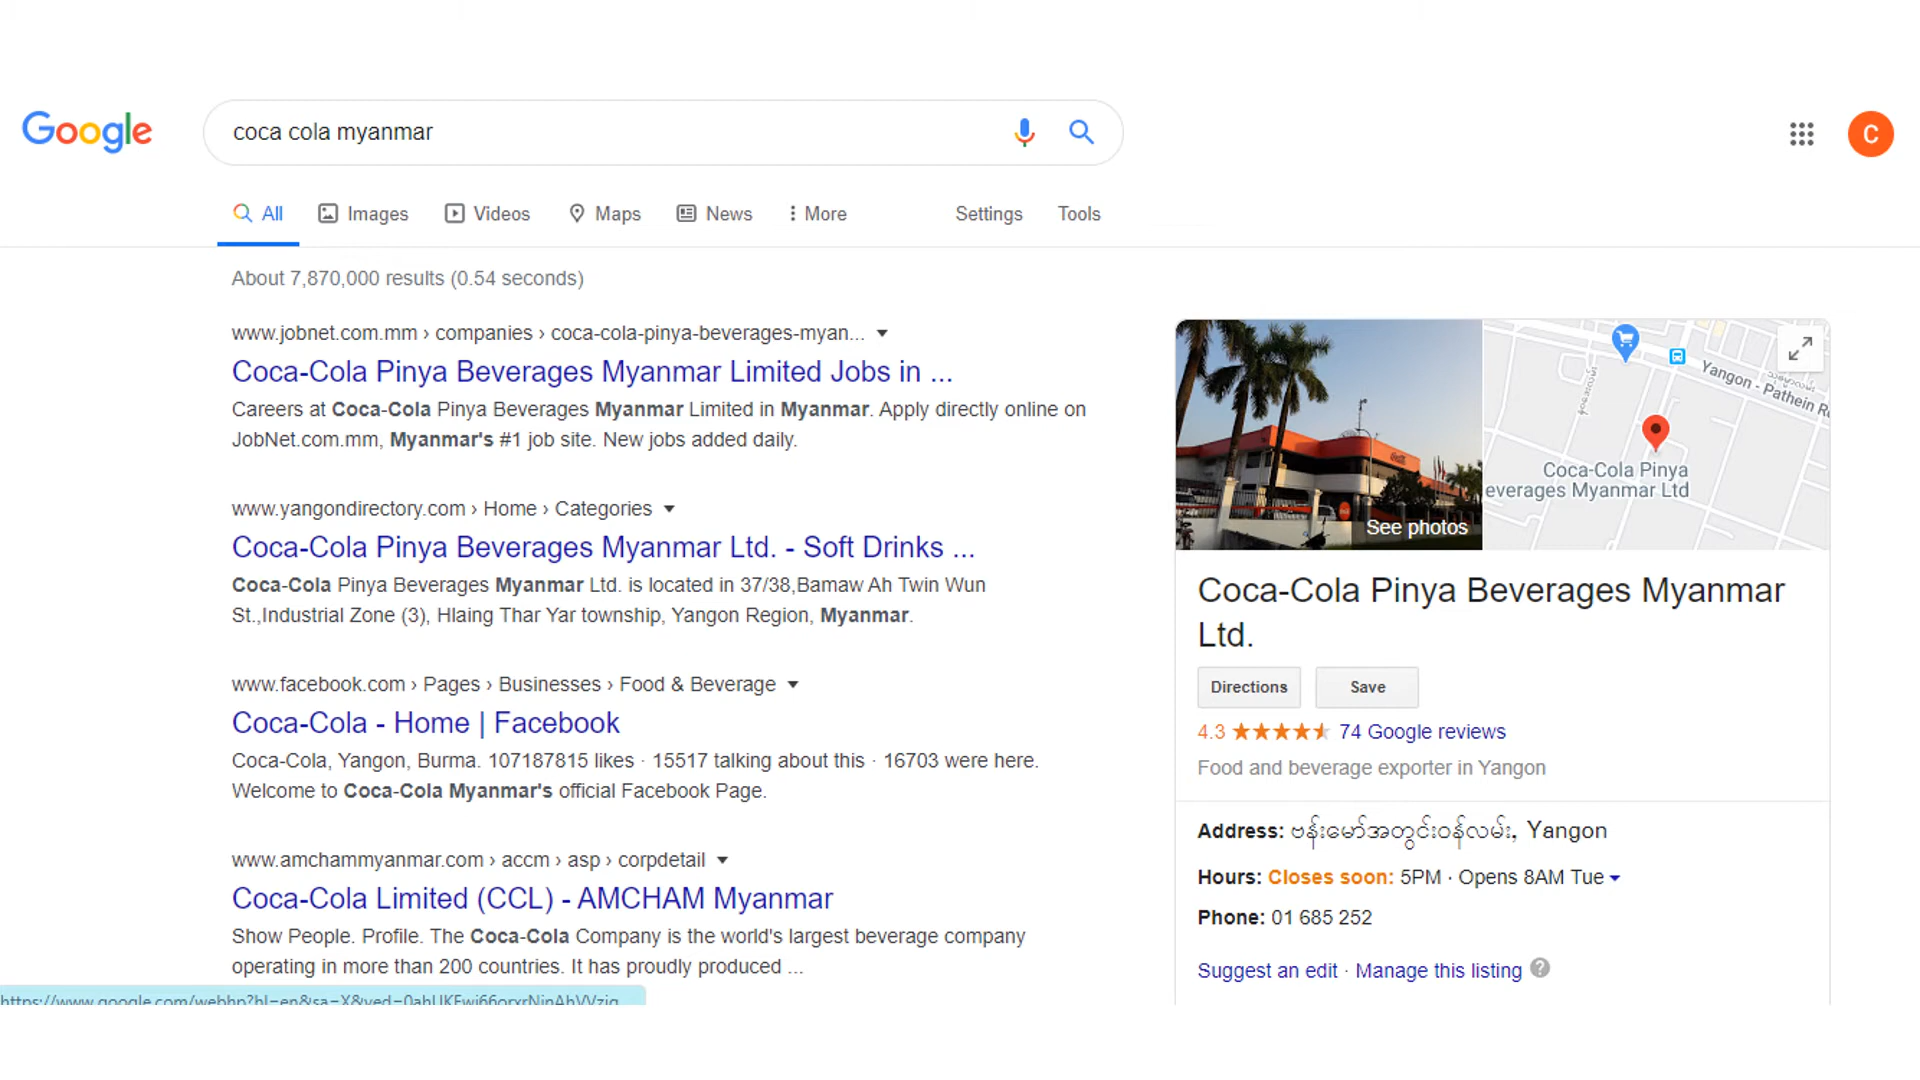 Google
coca cola myanmar
C
All
Images
Videos
Maps
News
More
Settings
Tools
About 7,870,000 results (0.54 seconds)
www.jobnet.com.mm › companies › coca-cola-pinya-beverages-myan...
Coca-Cola Pinya Beverages Myanmar Limited Jobs in ...
Careers at Coca-Cola Pinya Beverages Myanmar Limited in Myanmar. Apply directly online on
JobNet.com.mm, Myanmar's #1 job site. New jobs added daily.
www.yangondirectory.com › Home › Categories
Coca-Cola Pinya Beverages Myanmar Ltd. - Soft Drinks ...
Coca-Cola Pinya Beverages Myanmar Ltd. is located in 37/38,Bamaw Ah Twin Wun
St.,Industrial Zone (3), Hlaing Thar Yar township, Yangon Region, Myanmar.
www.facebook.com › Pages › Businesses › Food & Beverage
Coca-Cola - Home | Facebook
Coca-Cola, Yangon, Burma. 107187815 likes · 15517 talking about this · 16703 were here.
Welcome to Coca-Cola Myanmar's official Facebook Page.
www.amchammyanmar.com › accm › asp › corpdetail
Coca-Cola Limited (CCL) - AMCHAM Myanmar
Show People. Profile. The Coca-Cola Company is the world's largest beverage company
operating in more than 200 countries. It has proudly produced ...
See photos
Yangon - Pathein
Coca-Cola Pinya
everages Myanmar Ltd
Coca-Cola Pinya Beverages Myanmar
Ltd.
Directions
Save
4.3
74 Google reviews
Food and beverage exporter in Yangon
Address: ဗန်းမော်အတွင်းဝန်လမ်း, Yangon
Hours: Closes soon: 5PM · Opens 8AM Tue
Phone: 01 685 252
Suggest an edit · Manage this listing